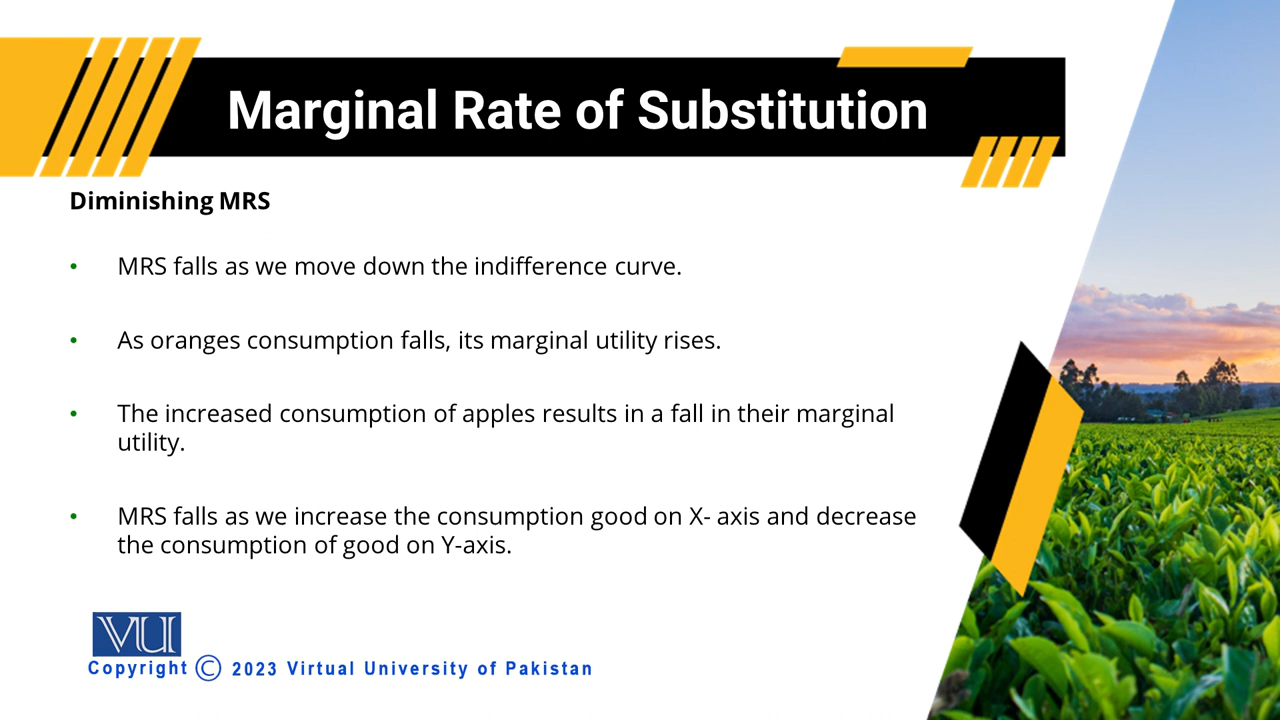 Marginal Rate of Substitution
Diminishing MRS
• MRS falls as we move down the indifference curve.
• As oranges consumption falls, its marginal utility rises.
• The increased consumption of apples results in a fall in their marginal
utility.
• MRS falls as we increase the consumption good on X- axis and decrease
the consumption of good on Y-axis.
VU
Copyright © 2023 Virtual University of Pakistan